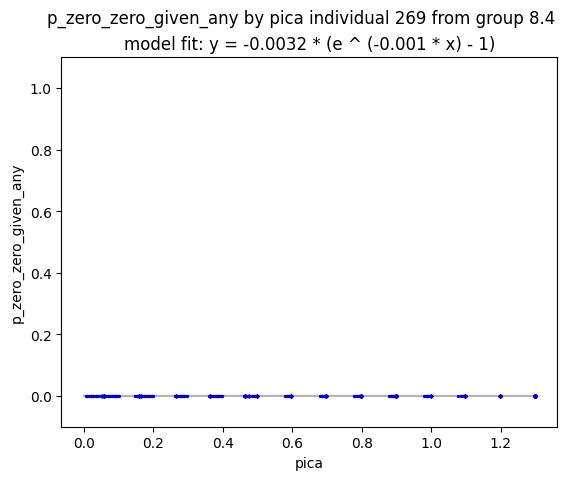 p_zero_zero_given_any by pica individual 269 from group 8.4
model fit: y = -0.0032 * (e ^ (-0.001 * x) - 1)
1.0
0.8
0.6
0.4
0.2
0.0
p_zero_zero_given_any
0.0 0.2 0.4 0.6 0.8 1.0 1.2
pica